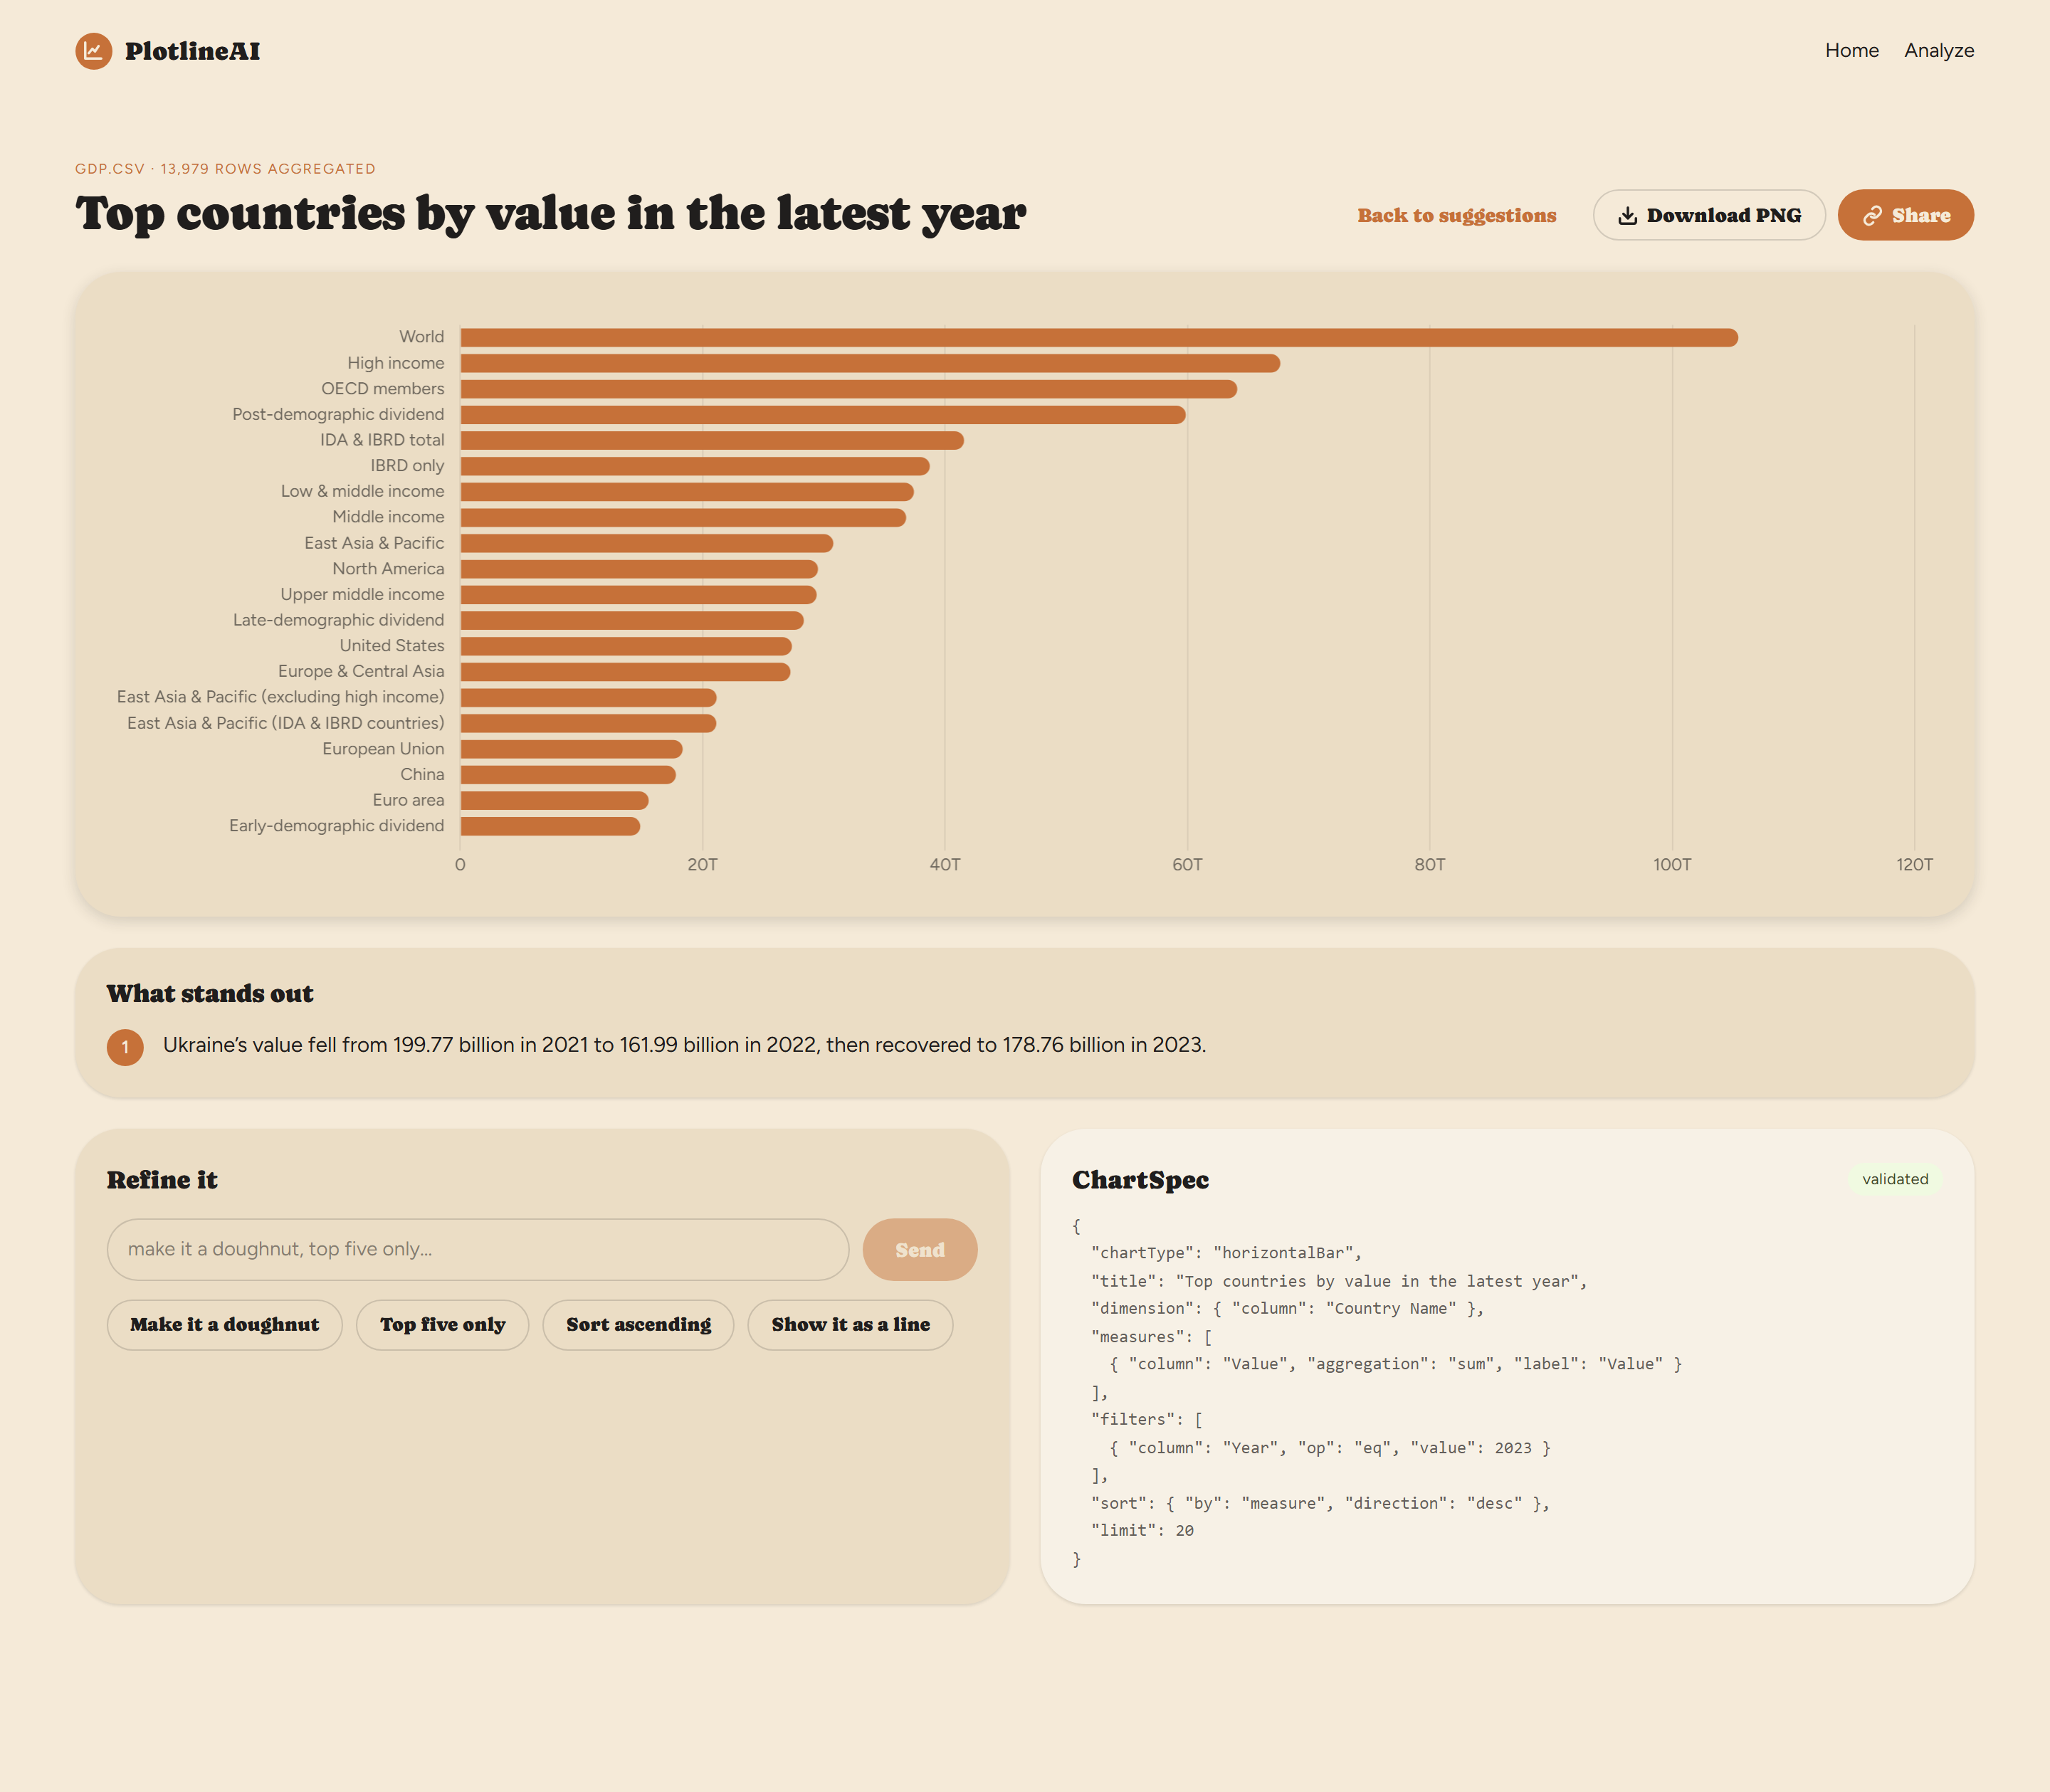 PlotlineAI
Home Analyze
GDP.CSV · 13,979 ROWS AGGREGATED
Top countries by value in the latest year
Back to suggestions
Download PNG
Share
World
High income
OECD members
Post-demographic dividend
IDA & IBRD total
IBRD only
Low & middle income
Middle income
East Asia & Pacific
North America
Upper middle income
Late-demographic dividend
United States
Europe & Central Asia
East Asia & Pacific (excluding high income)
East Asia & Pacific (IDA & IBRD countries)
European Union
China
Euro area
Early-demographic dividend
0 20T 40T 60T 80T 100T 120T
What stands out
1 Ukraine’s value fell from 199.77 billion in 2021 to 161.99 billion in 2022, then recovered to 178.76 billion in 2023.
Refine it
make it a doughnut, top five only...
Send
Make it a doughnut
Top five only
Sort ascending
Show it as a line
ChartSpec
validated
{
  "chartType": "horizontalBar",
  "title": "Top countries by value in the latest year",
  "dimension": { "column": "Country Name" },
  "measures": [
    { "column": "Value", "aggregation": "sum", "label": "Value" }
  ],
  "filters": [
    { "column": "Year", "op": "eq", "value": 2023 }
  ],
  "sort": { "by": "measure", "direction": "desc" },
  "limit": 20
}